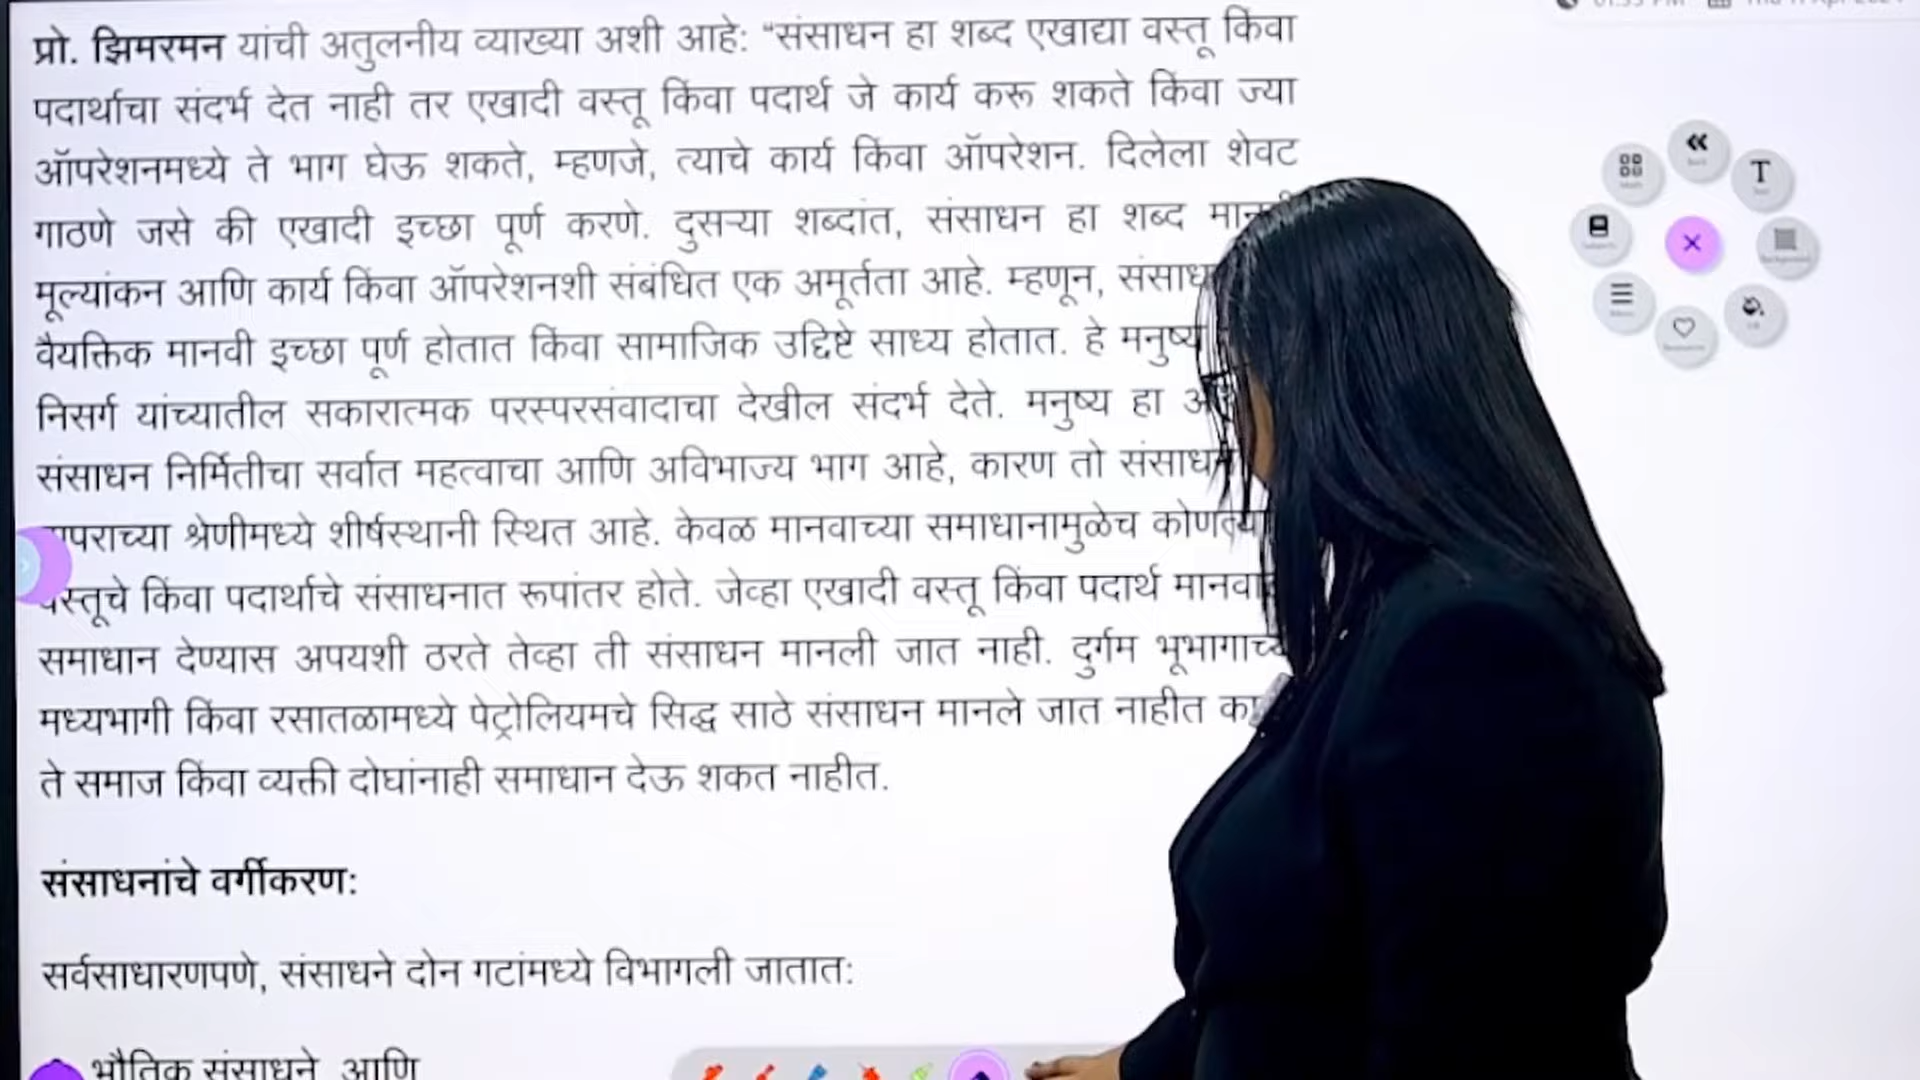 प्रो. झिमरमन यांची अतुलनीय व्याख्या अशी आहे: “संसाधन हा शब्द एखाद्या वस्तू किंवा
पदार्थाचा संदर्भ देत नाही तर एखादी वस्तू किंवा पदार्थ जे कार्य करू शकते किंवा ज्या
ऑपरेशनमध्ये ते भाग घेऊ शकते, म्हणजे, त्याचे कार्य किंवा ऑपरेशन. दिलेला शेवट
गाठणे जसे की एखादी इच्छा पूर्ण करणे. दुसऱ्या शब्दांत, संसाधन हा शब्द
मूल्यांकन आणि कार्य किंवा ऑपरेशनशी संबंधित एक अमूर्तता आहे. म्हणून,
वैयक्तिक मानवी इच्छा पूर्ण होतात किंवा सामाजिक उद्दिष्टे साध्य होतात. हे मनुष्य
निसर्ग यांच्यातील सकारात्मक परस्परसंवादाचा देखील संदर्भ देते. मनुष्य हा
संसाधन निर्मितीचा सर्वात महत्वाचा आणि अविभाज्य भाग आहे, कारण तो
श्रेणीमध्ये शीर्षस्थानी स्थित आहे. केवळ मानवाच्या समाधानामुळेच
वस्तूचे किंवा पदार्थाचे संसाधनात रूपांतर होते. जेव्हा एखादी वस्तू किंवा पदार्थ
समाधान देण्यास अपयशी ठरते तेव्हा ती संसाधन मानली जात नाही. दुर्गम
मध्यभागी किंवा रसातळामध्ये पेट्रोलियमचे सिद्ध साठे संसाधन मानले जात नाहीत
ते समाज किंवा व्यक्ती दोघांनाही समाधान देऊ शकत नाहीत.
संसाधनांचे वर्गीकरण:
सर्वसाधारणपणे, संसाधने दोन गटांमध्ये विभागली जातात:
भौतिक संसाधने आणि